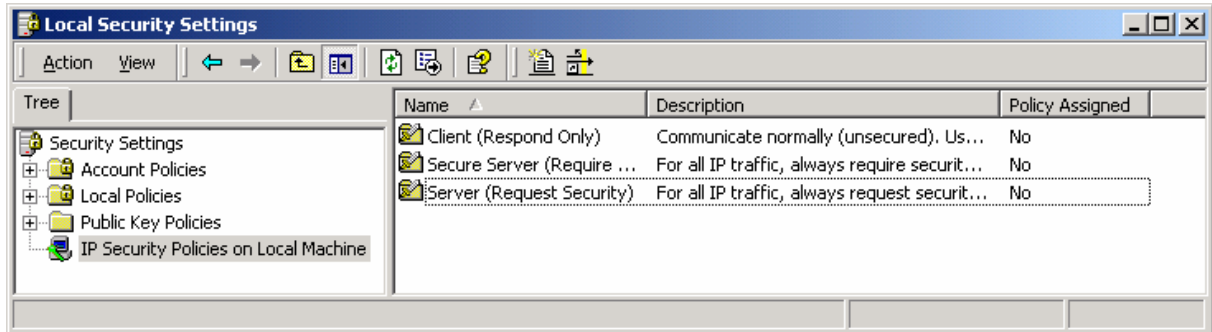 Local Security Settings
Action View
Tree
Name Description Policy Assigned
Security Settings
Account Policies
Local Policies
Public Key Policies
IP Security Policies on Local Machine
Client (Respond Only) Communicate normally (unsecured). Us... No
Secure Server (Require ... For all IP traffic, always require securit... No
Server (Request Security) For all IP traffic, always request securit... No